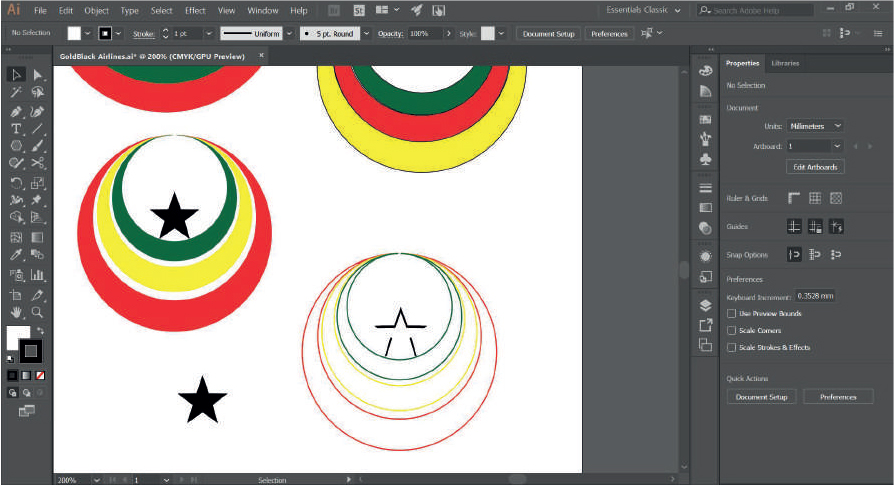 Ai File Edit Object Type Select Effect View Window Help Br St Essentials Classic Search Adobe Help
No Selection Stroke: 1 pt Uniform 5 pt. Round Opacity: 100% Style: Document Setup Preferences
GoldBlack Airlines.ai* @ 200% (CMYK/GPU Preview) ×
Properties Libraries
No Selection
Document
Units: Millimeters
Artboard: 1
Edit Artboards
Ruler & Grids
Guides
Snap Options
Preferences
Keyboard Increment: 0.3528 mm
Use Preview Bounds
Scale Corners
Scale Strokes & Effects
Quick Actions
Document Setup Preferences
200% 1 Selection